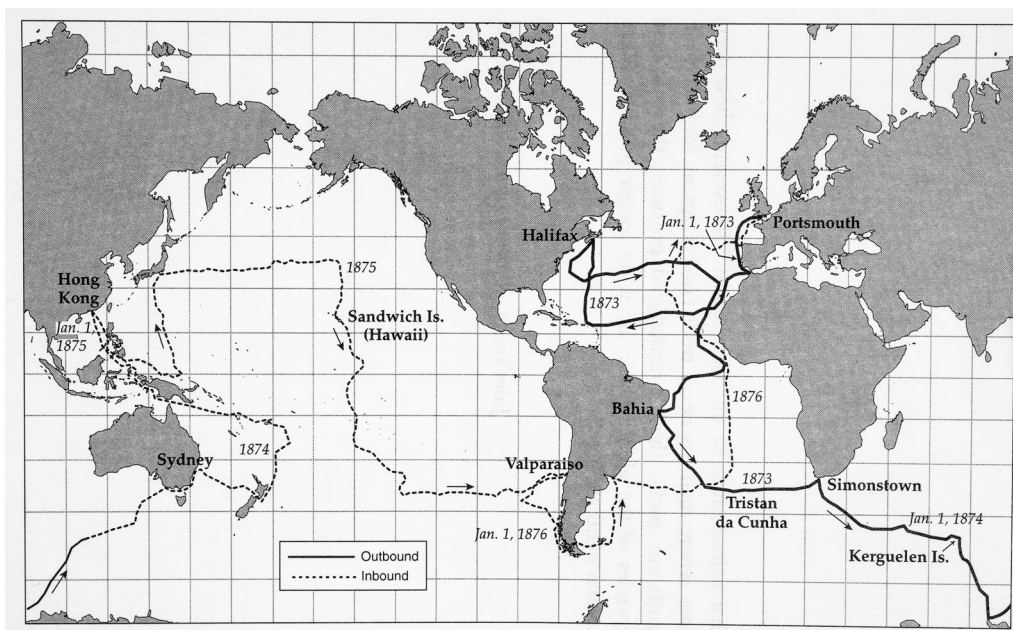 Jan. 1, 1873
Portsmouth
Halifax
Hong
Kong
1875
1873
Sandwich Is.
(Hawaii)
Jan. 1,
1875
1876
Bahia
1874
Sydney
Valparaiso
1873
Simonstown
Tristan
da Cunha
Jan. 1, 1874
Jan. 1, 1876
Kerguelen Is.
Outbound
Inbound